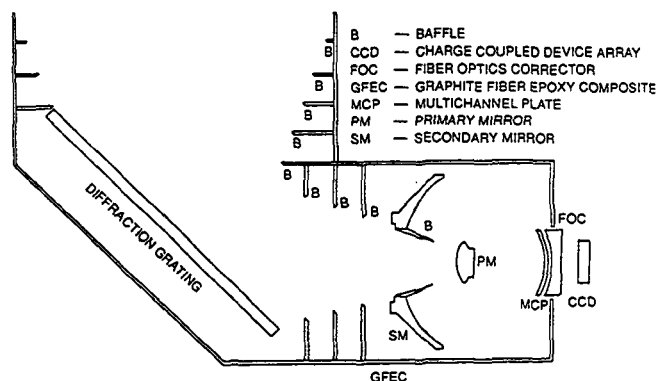 B — BAFFLE
CCD — CHARGE COUPLED DEVICE ARRAY
FOC — FIBER OPTICS CORRECTOR
GFEC — GRAPHITE FIBER EPOXY COMPOSITE
MCP — MULTICHANNEL PLATE
PM — PRIMARY MIRROR
SM — SECONDARY MIRROR
B
B
B
B
B
B
B
B
B
DIFFRACTION GRATING
FOC
PM
MCP
CCD
SM
GFEC